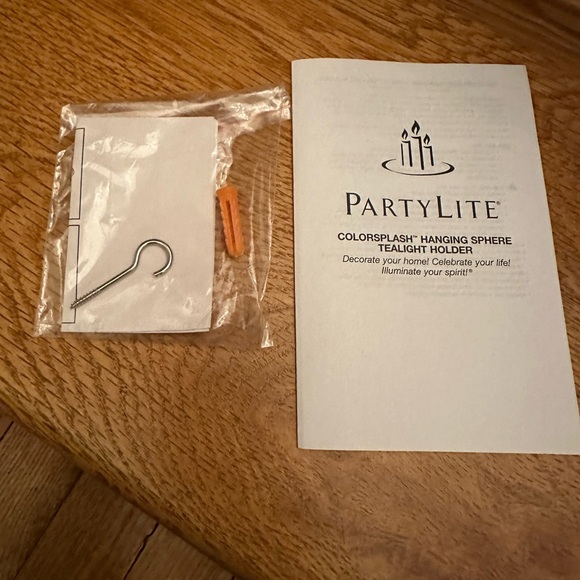 PARTYLITE®
COLORSPLASH™ HANGING SPHERE
TEALIGHT HOLDER
Decorate your home! Celebrate your life!
Illuminate your spirit!®